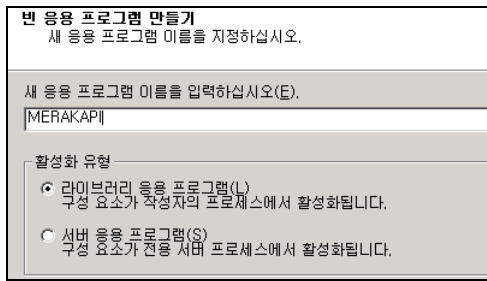 빈 응용 프로그램 만들기
새 응용 프로그램 이름을 지정하십시오.
새 응용 프로그램 이름을 입력하십시오(E).
MERAKAPI
활성화 유형
라이브러리 응용 프로그램(L)
구성 요소가 작성자의 프로세스에서 활성화됩니다.
서버 응용 프로그램(S)
구성 요소가 전용 서버 프로세스에서 활성화됩니다.